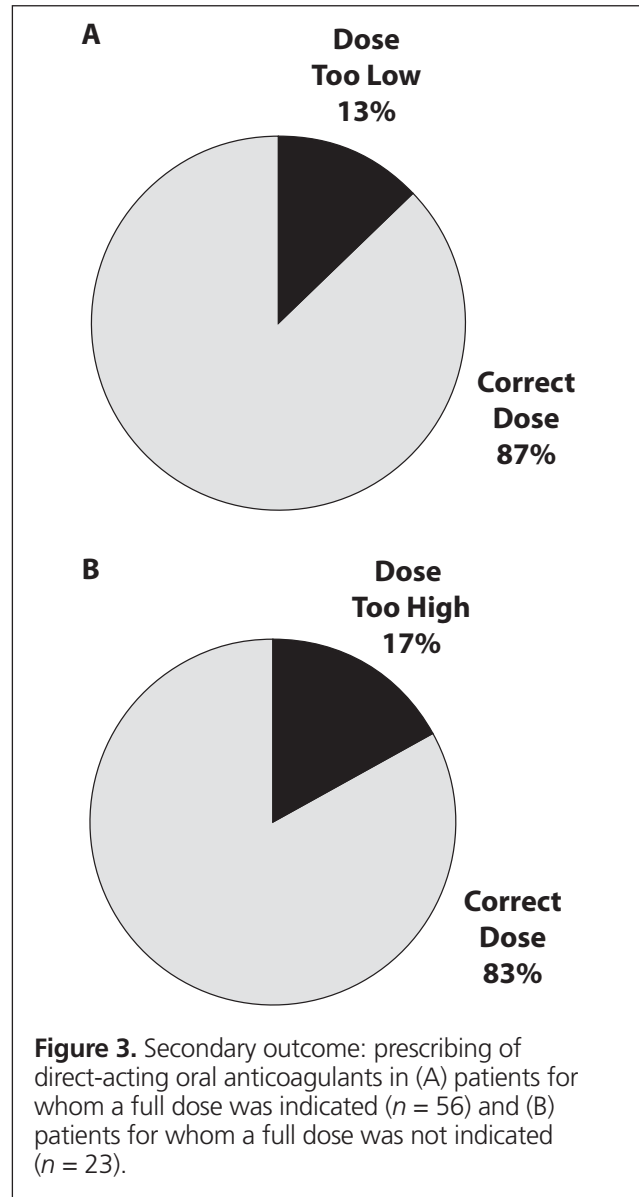 A
Dose
Too Low
13%
Correct
Dose
87%
B
Dose
Too High
17%
Correct
Dose
83%
Figure 3. Secondary outcome: prescribing of
direct-acting oral anticoagulants in (A) patients for
whom a full dose was indicated (n = 56) and (B)
patients for whom a full dose was not indicated
(n = 23).